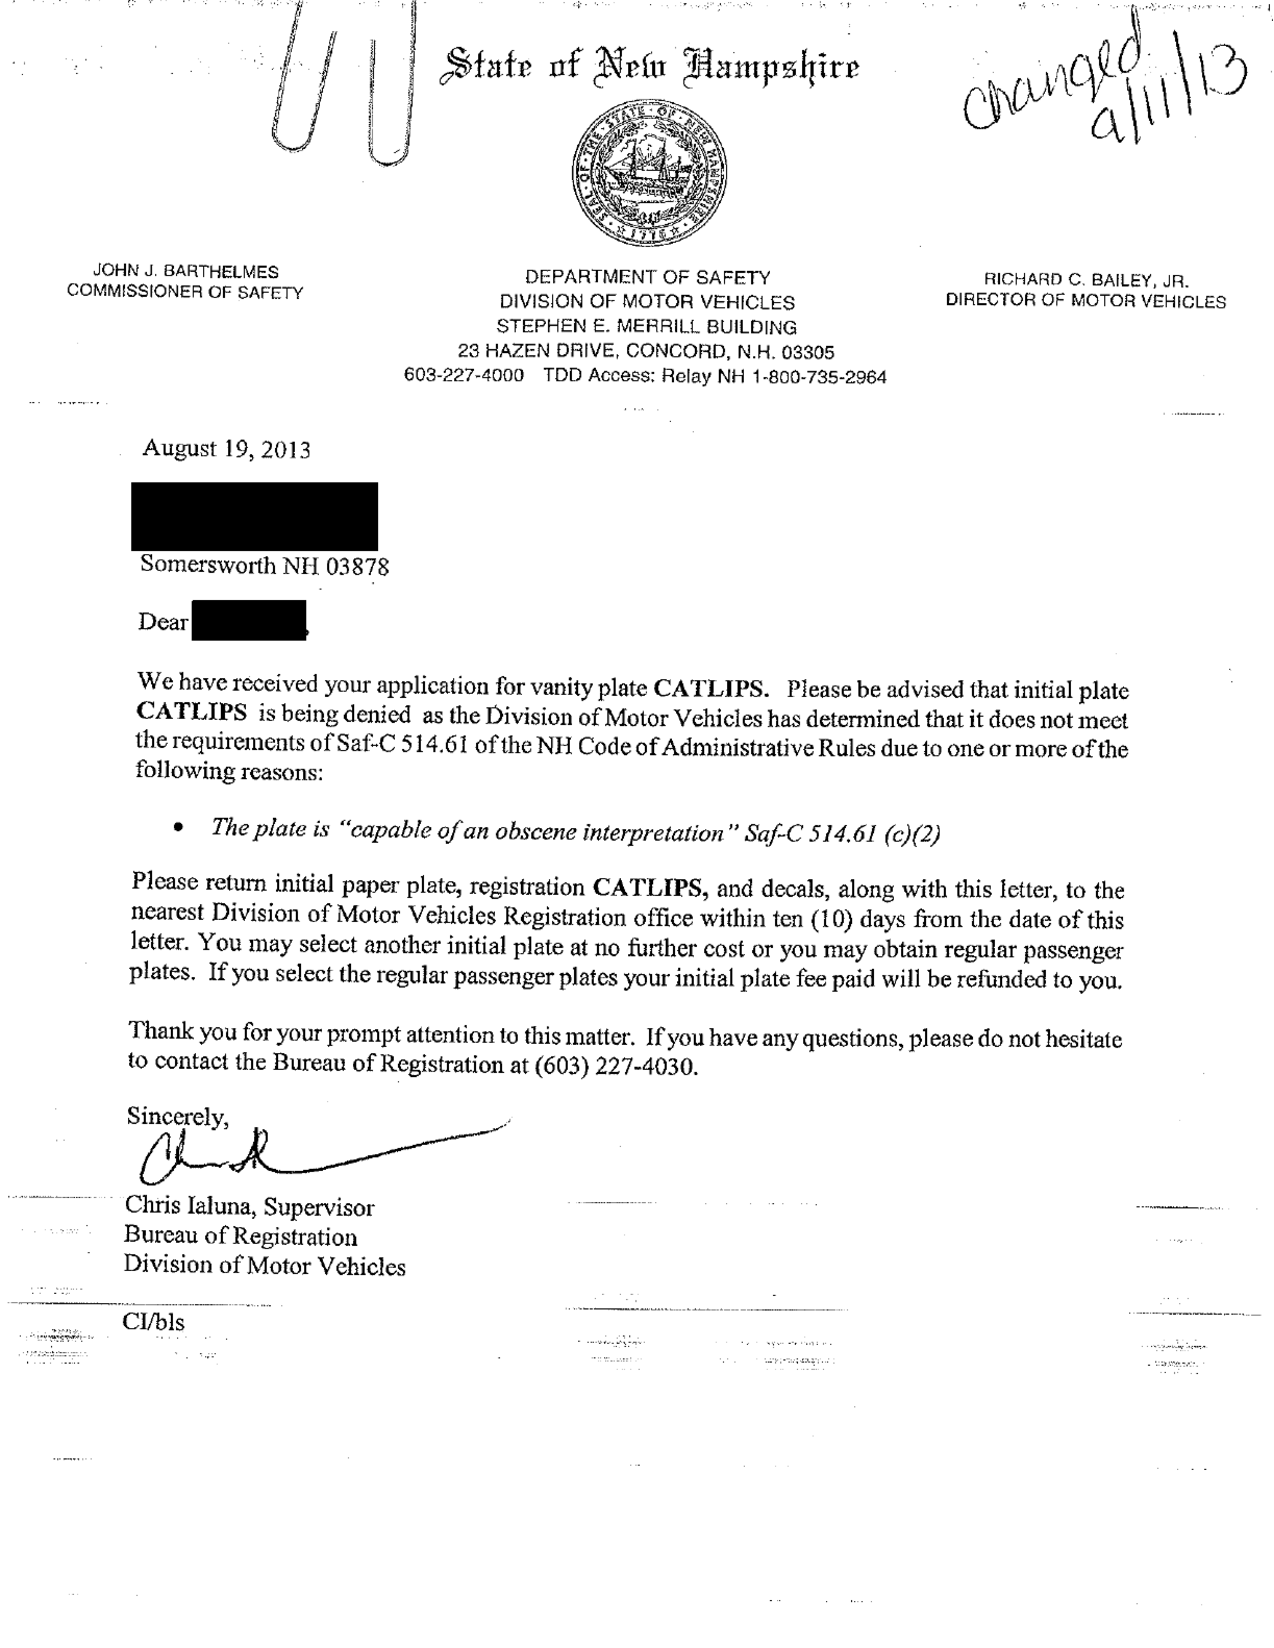 State of New Hampshire
changed
9/11/13
SEAL · OF · THE · STATE · OF · NEW HAMPSHIRE
1776
JOHN J. BARTHELMES
COMMISSIONER OF SAFETY
DEPARTMENT OF SAFETY
DIVISION OF MOTOR VEHICLES
STEPHEN E. MERRILL BUILDING
23 HAZEN DRIVE, CONCORD, N.H. 03305
603-227-4000 TDD Access: Relay NH 1-800-735-2964
RICHARD C. BAILEY, JR.
DIRECTOR OF MOTOR VEHICLES
August 19, 2013
Somersworth NH 03878
Dear
We have received your application for vanity plate CATLIPS. Please be advised that initial plate
CATLIPS is being denied as the Division of Motor Vehicles has determined that it does not meet
the requirements of Saf-C 514.61 of the NH Code of Administrative Rules due to one or more of the
following reasons:
• The plate is “capable of an obscene interpretation” Saf-C 514.61 (c)(2)
Please return initial paper plate, registration CATLIPS, and decals, along with this letter, to the
nearest Division of Motor Vehicles Registration office within ten (10) days from the date of this
letter. You may select another initial plate at no further cost or you may obtain regular passenger
plates. If you select the regular passenger plates your initial plate fee paid will be refunded to you.
Thank you for your prompt attention to this matter. If you have any questions, please do not hesitate
to contact the Bureau of Registration at (603) 227-4030.
Sincerely,
Chris Ialuna, Supervisor
Bureau of Registration
Division of Motor Vehicles
CI/bls